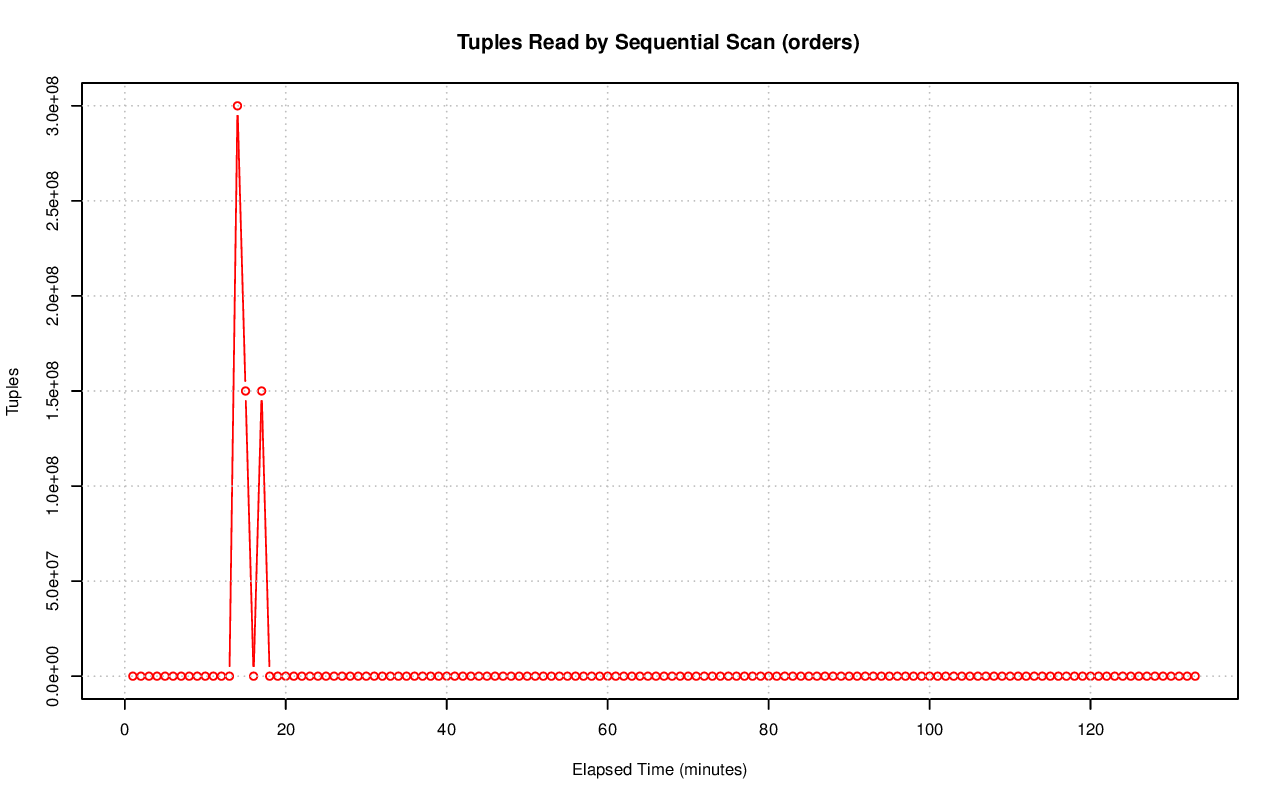 Tuples Read by Sequential Scan (orders)
Tuples
3.0e+08
2.5e+08
2.0e+08
1.5e+08
1.0e+08
5.0e+07
0.0e+00
0 20 40 60 80 100 120
Elapsed Time (minutes)